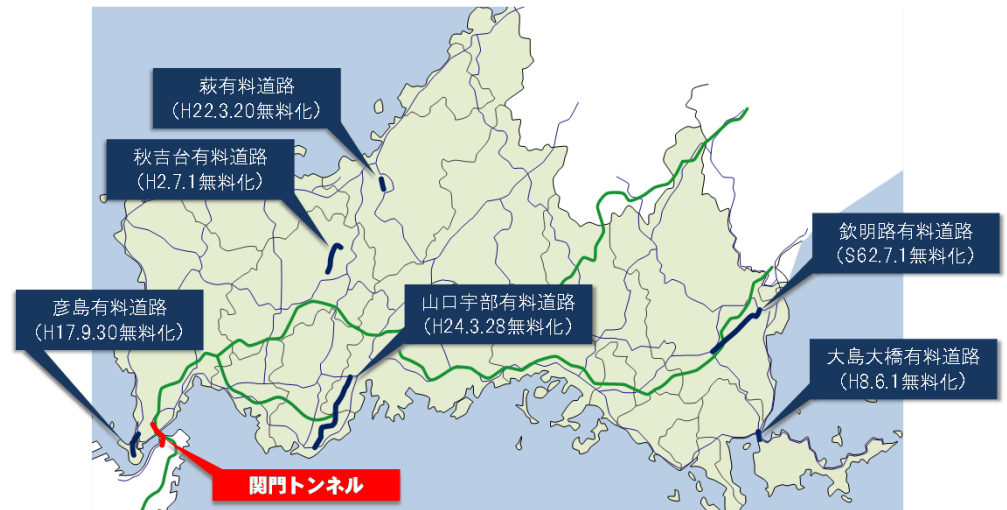 萩有料道路
（H22.3.20無料化）
秋吉台有料道路
（H2.7.1無料化）
欽明路有料道路
（S62.7.1無料化）
彦島有料道路
（H17.9.30無料化）
山口宇部有料道路
（H24.3.28無料化）
大島大橋有料道路
（H8.6.1無料化）
関門トンネル